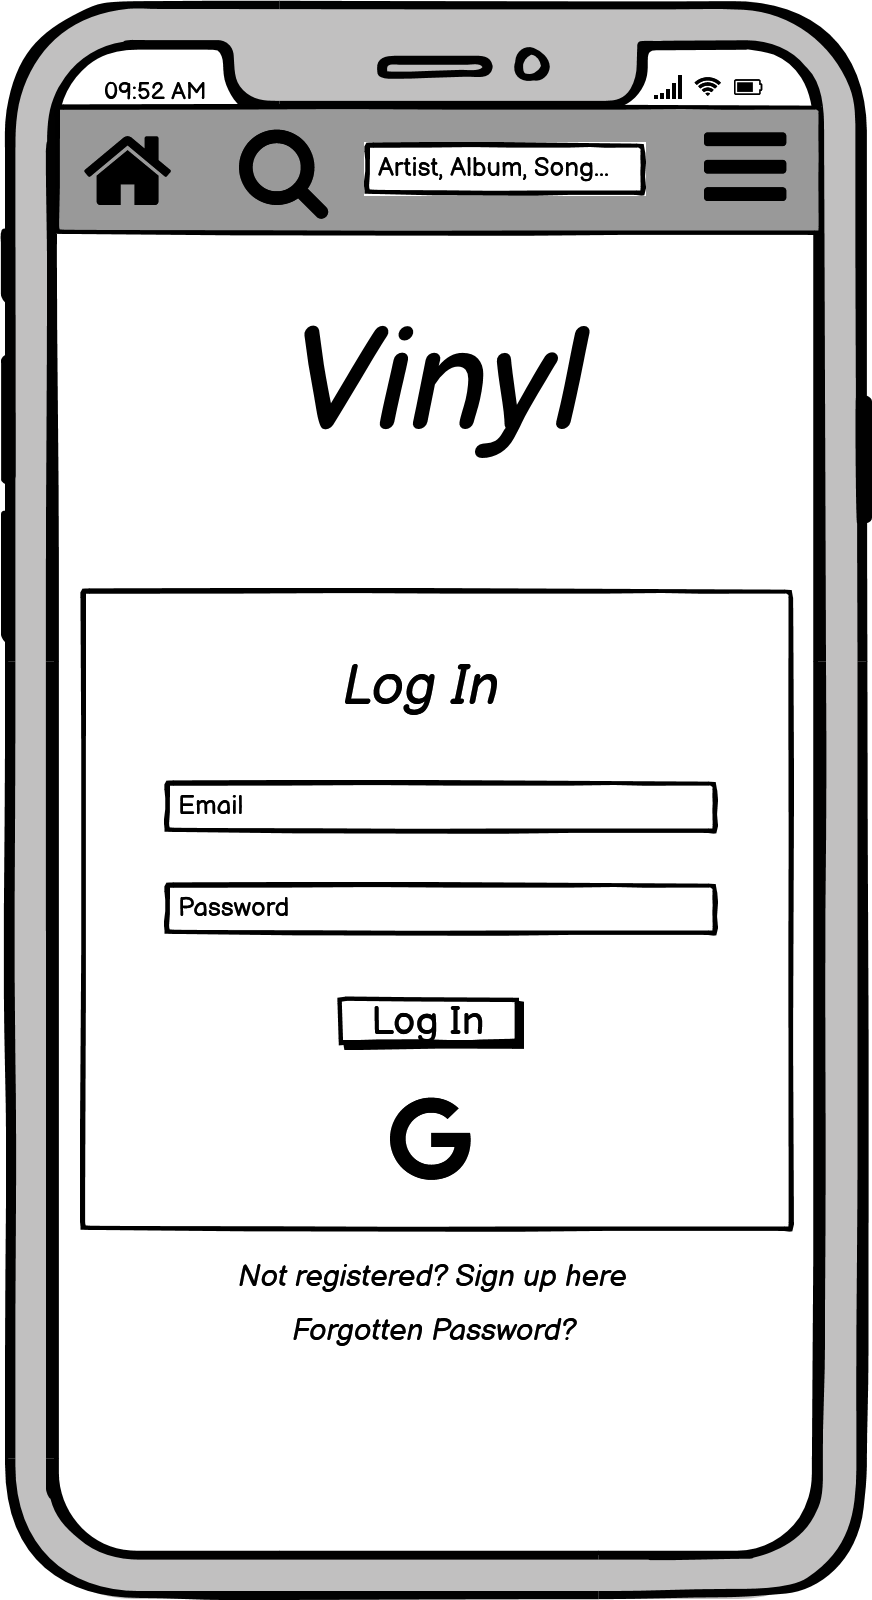 09:52 AM
Artist, Album, Song...
Vinyl
Log In
Email
Password
Log In
G
Not registered? Sign up here
Forgotten Password?